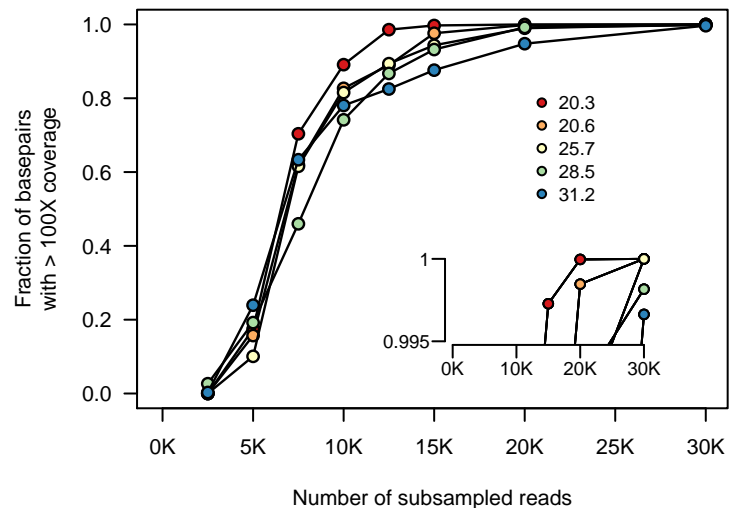 Fraction of basepairs
with > 100X coverage
1.0
0.8
0.6
0.4
0.2
0.0
20.3
20.6
25.7
28.5
31.2
1
0.995
0K 10K 20K 30K
0K 5K 10K 15K 20K 30K
Number of subsampled reads